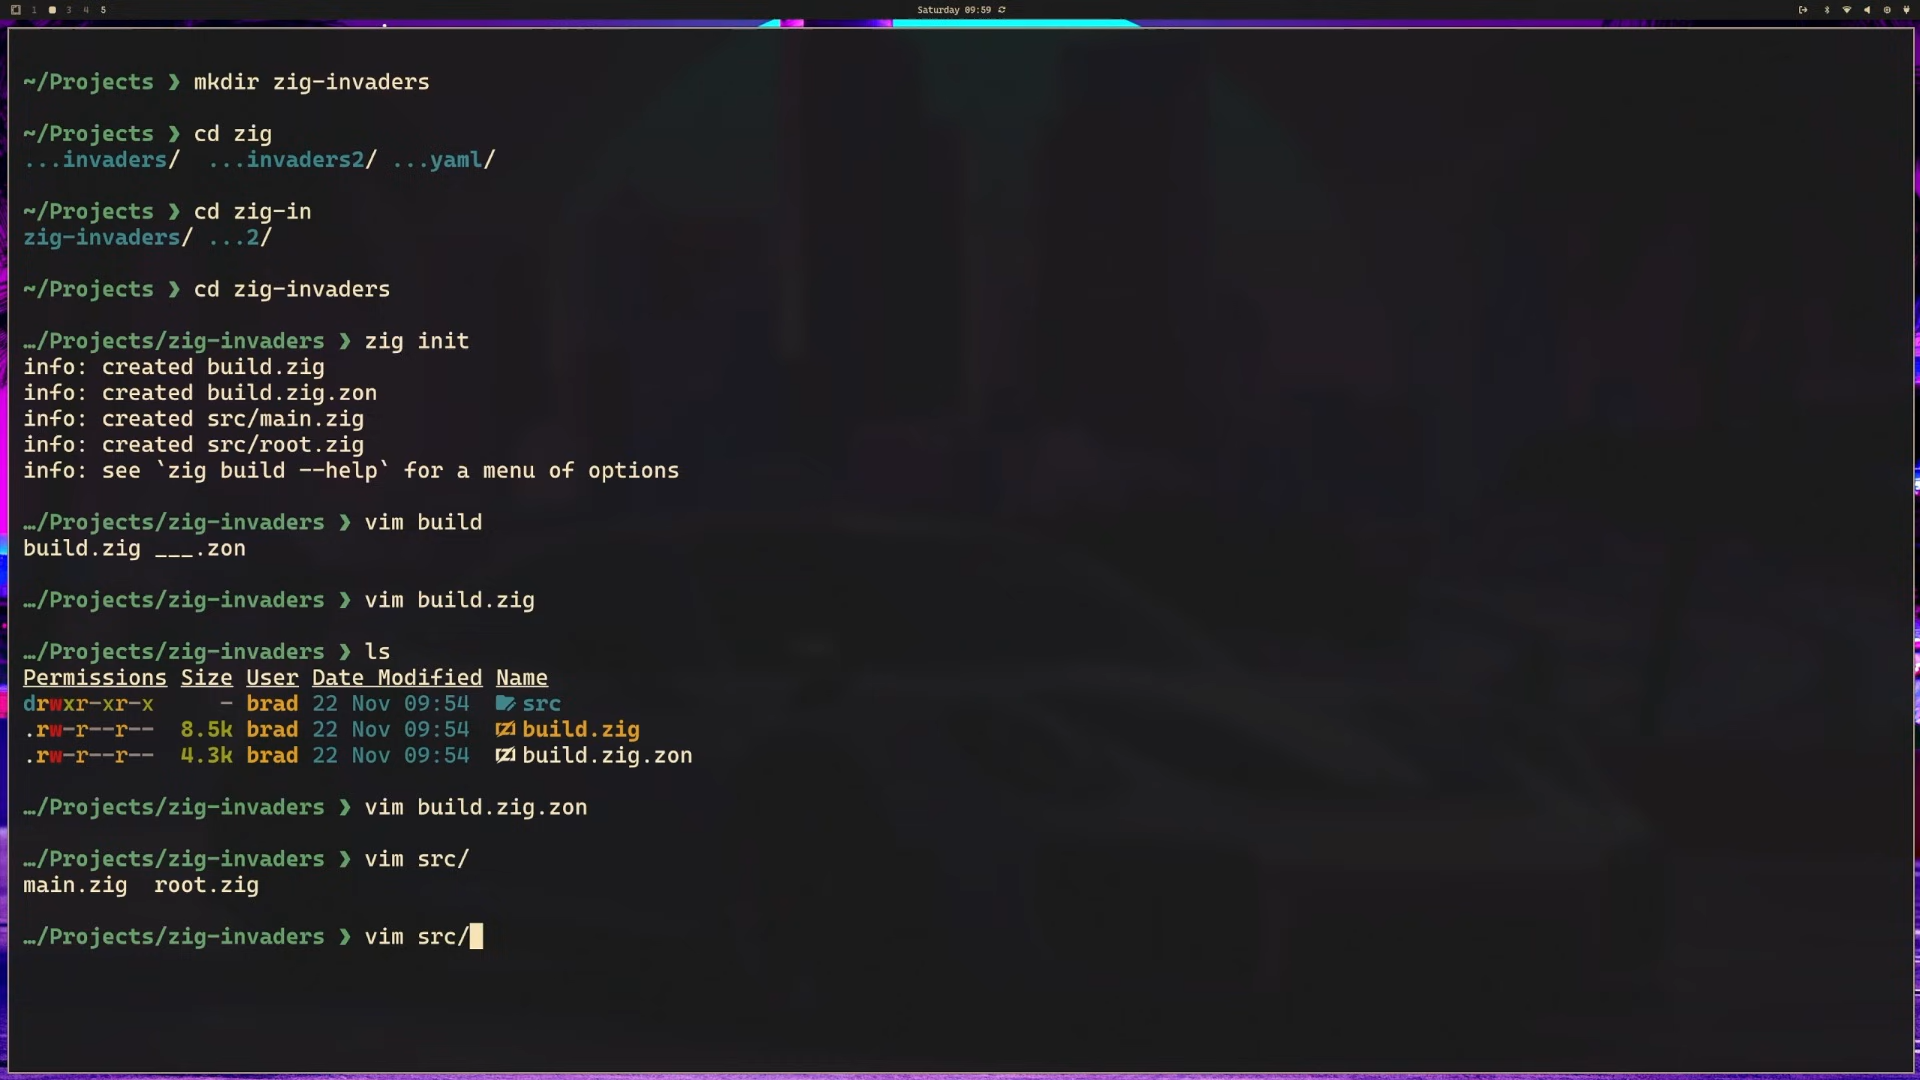 1 3 4 5 Saturday 09:59
~/Projects ❯ mkdir zig-invaders
~/Projects ❯ cd zig
...invaders/ ...invaders2/ ...yaml/
~/Projects ❯ cd zig-in
zig-invaders/ ...2/
~/Projects ❯ cd zig-invaders
…/Projects/zig-invaders ❯ zig init
info: created build.zig
info: created build.zig.zon
info: created src/main.zig
info: created src/root.zig
info: see `zig build --help` for a menu of options
…/Projects/zig-invaders ❯ vim build
build.zig ___.zon
…/Projects/zig-invaders ❯ vim build.zig
…/Projects/zig-invaders ❯ ls
Permissions Size User Date Modified Name
drwxr-xr-x - brad 22 Nov 09:54 src
.rw-r--r-- 8.5k brad 22 Nov 09:54 build.zig
.rw-r--r-- 4.3k brad 22 Nov 09:54 build.zig.zon
…/Projects/zig-invaders ❯ vim build.zig.zon
…/Projects/zig-invaders ❯ vim src/
main.zig root.zig
…/Projects/zig-invaders ❯ vim src/